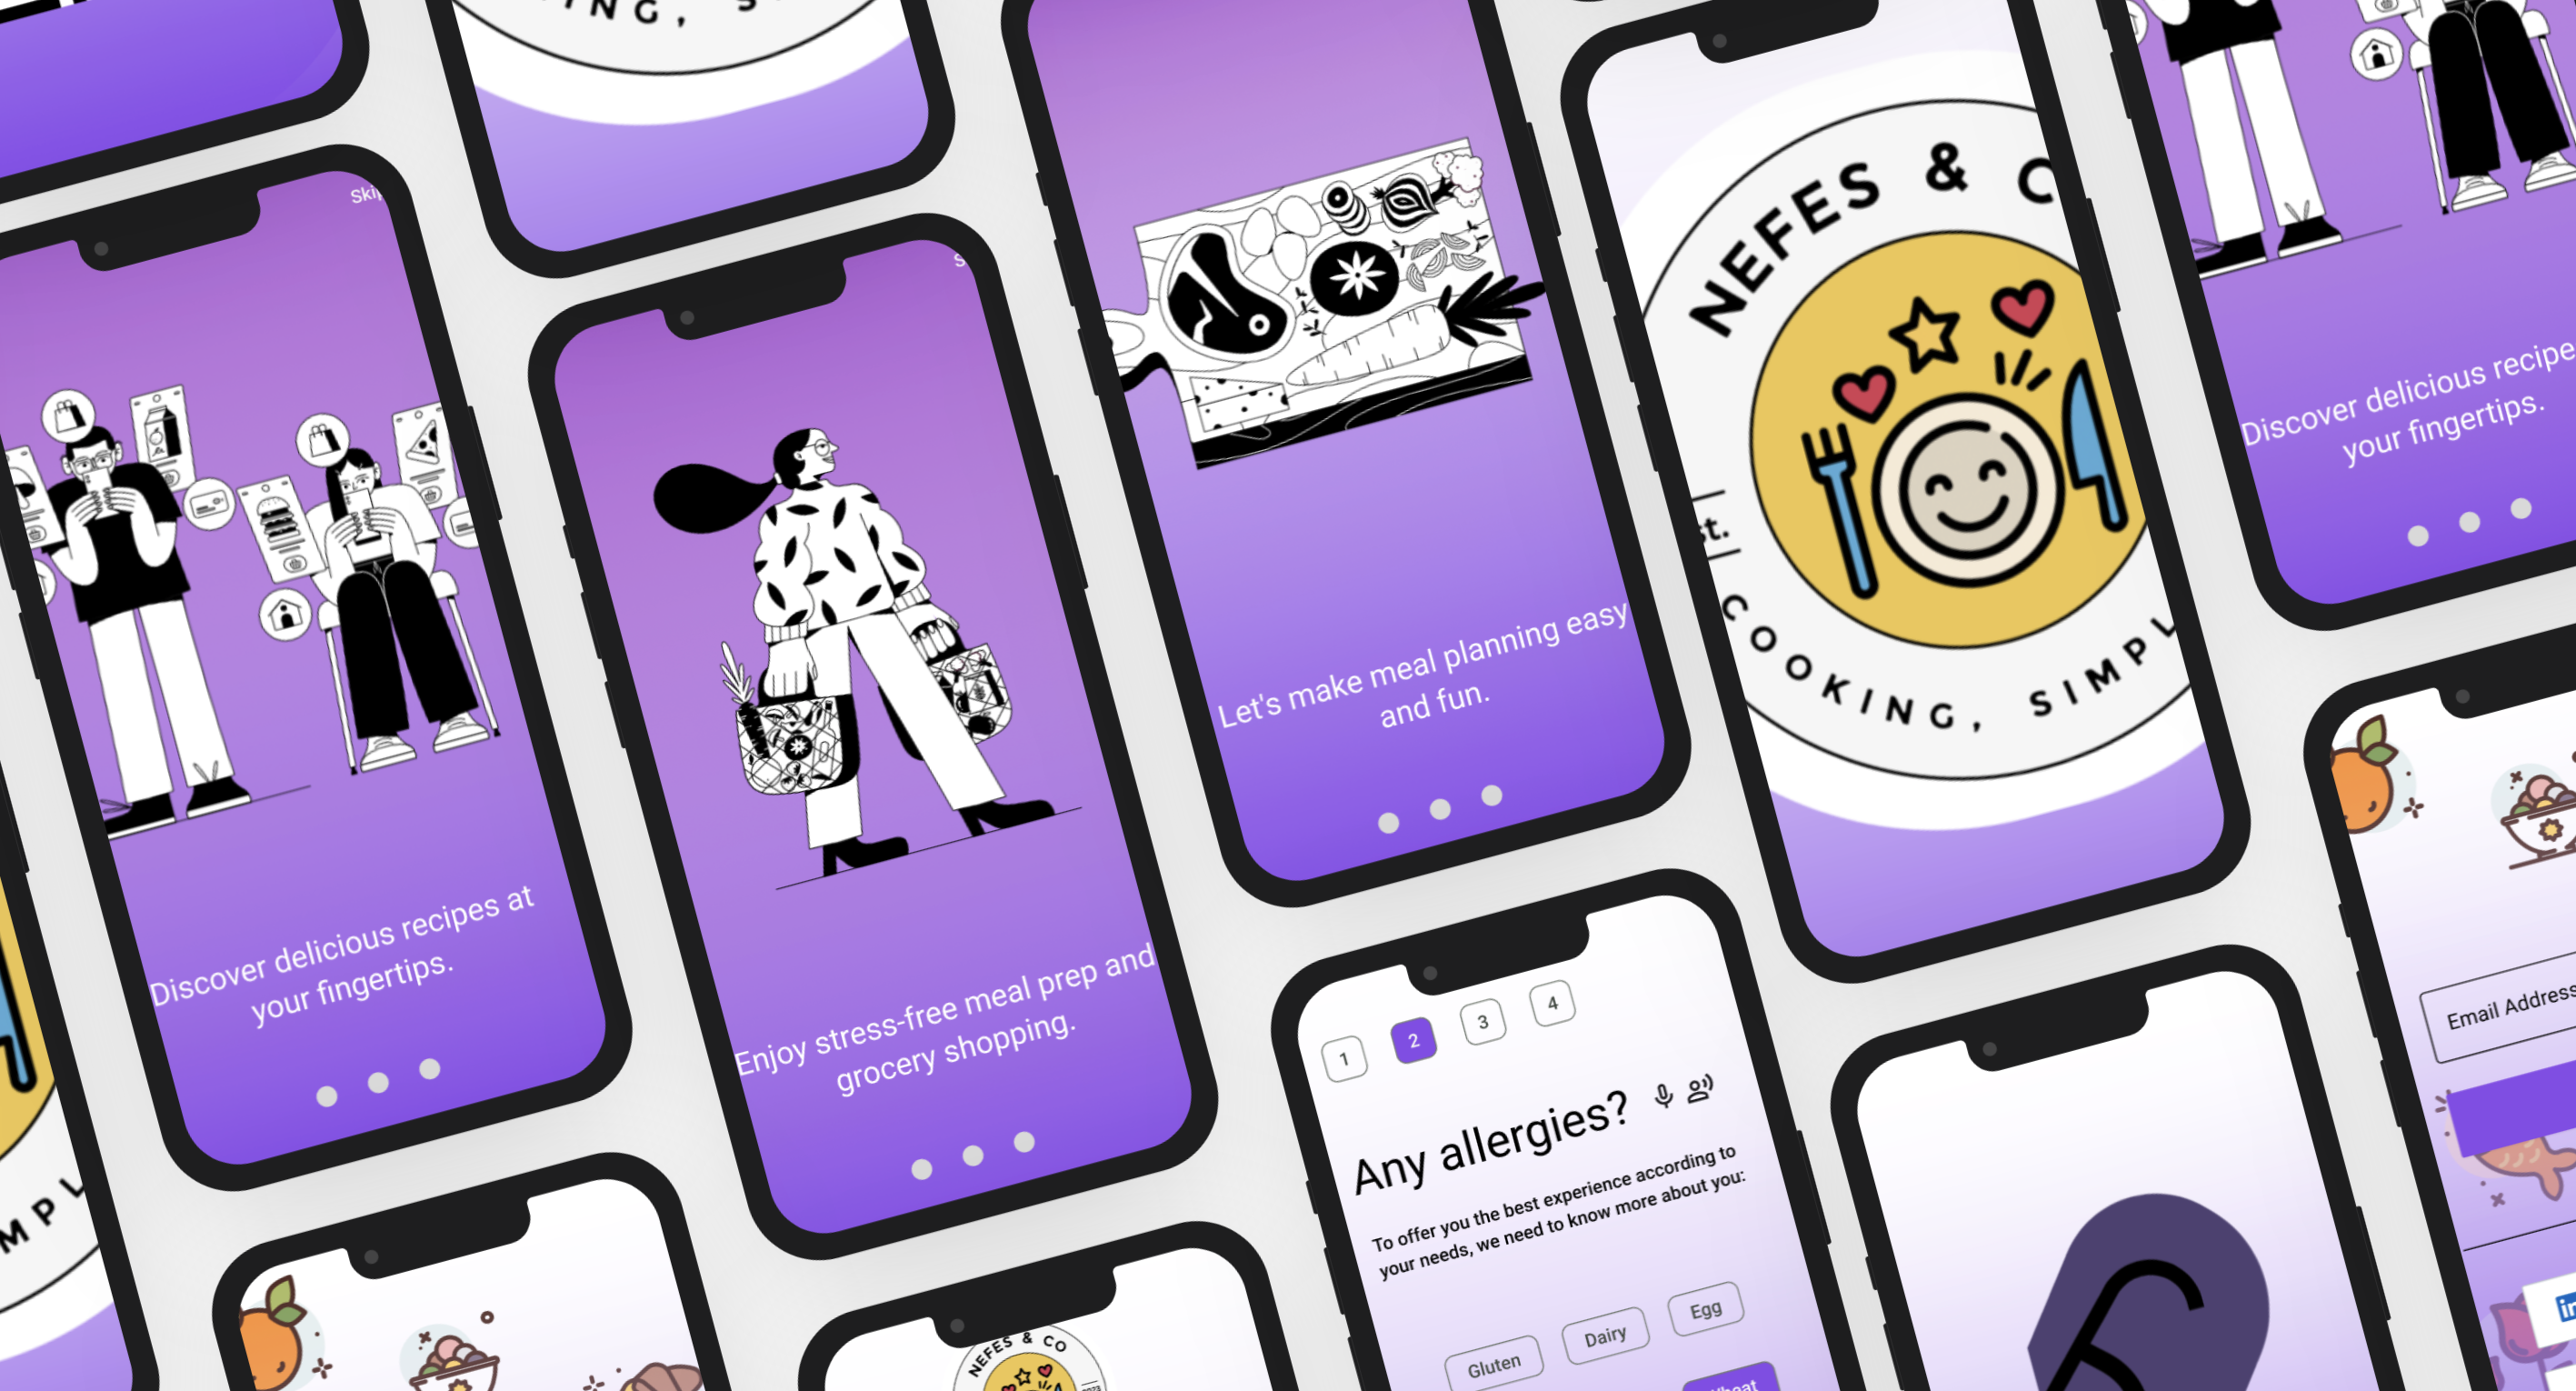 ING, S
Skip
Discover delicious recipes at
your fingertips.
S
Enjoy stress-free meal prep and
grocery shopping.
Let's make meal planning easy
and fun.
NEFES & C
st.
COOKING, SIMPL
Discover delicious recipe
your fingertips.
MPL
1 2 3 4
Any allergies?
To offer you the best experience according to
your needs, we need to know more about you:
Gluten Dairy Egg
Wheat
NEFES & CO
2023
Email Address
in